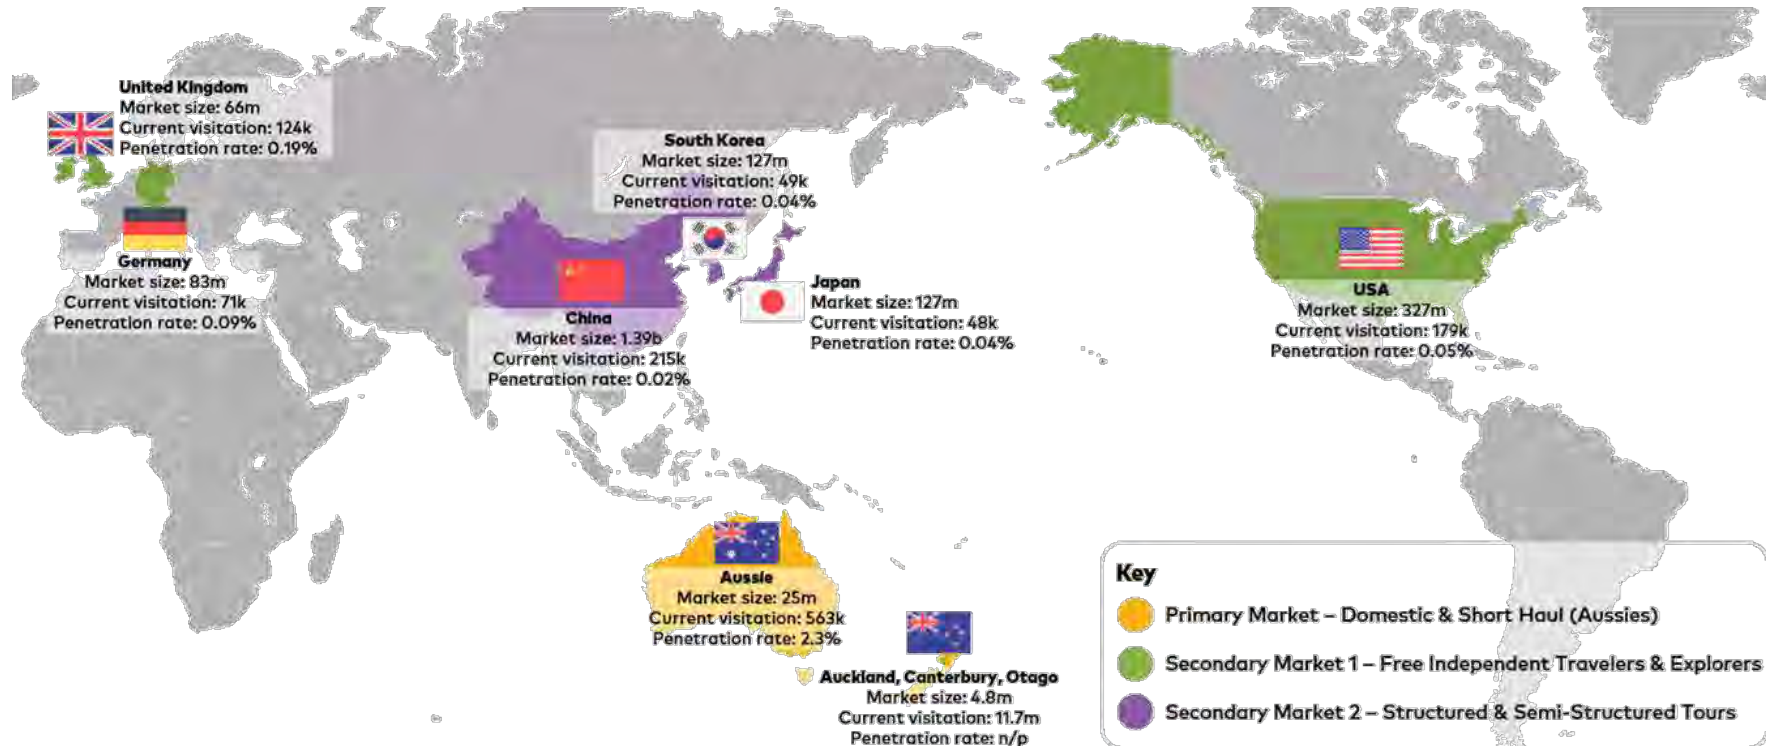 United Kingdom
Market size: 66m
Current visitation: 124k
Penetration rate: 0.19%
South Korea
Market size: 127m
Current visitation: 49k
Penetration rate: 0.04%
Germany
Market size: 83m
Current visitation: 71k
Penetration rate: 0.09%
China
Market size: 1.39b
Current visitation: 215k
Penetration rate: 0.02%
Japan
Market size: 127m
Current visitation: 48k
Penetration rate: 0.04%
USA
Market size: 327m
Current visitation: 179k
Penetration rate: 0.05%
Aussie
Market size: 25m
Current visitation: 563k
Penetration rate: 2.3%
Auckland, Canterbury, Otago
Market size: 4.8m
Current visitation: 11.7m
Penetration rate: n/p
Key
Primary Market – Domestic & Short Haul (Aussies)
Secondary Market 1 – Free Independent Travelers & Explorers
Secondary Market 2 – Structured & Semi-Structured Tours